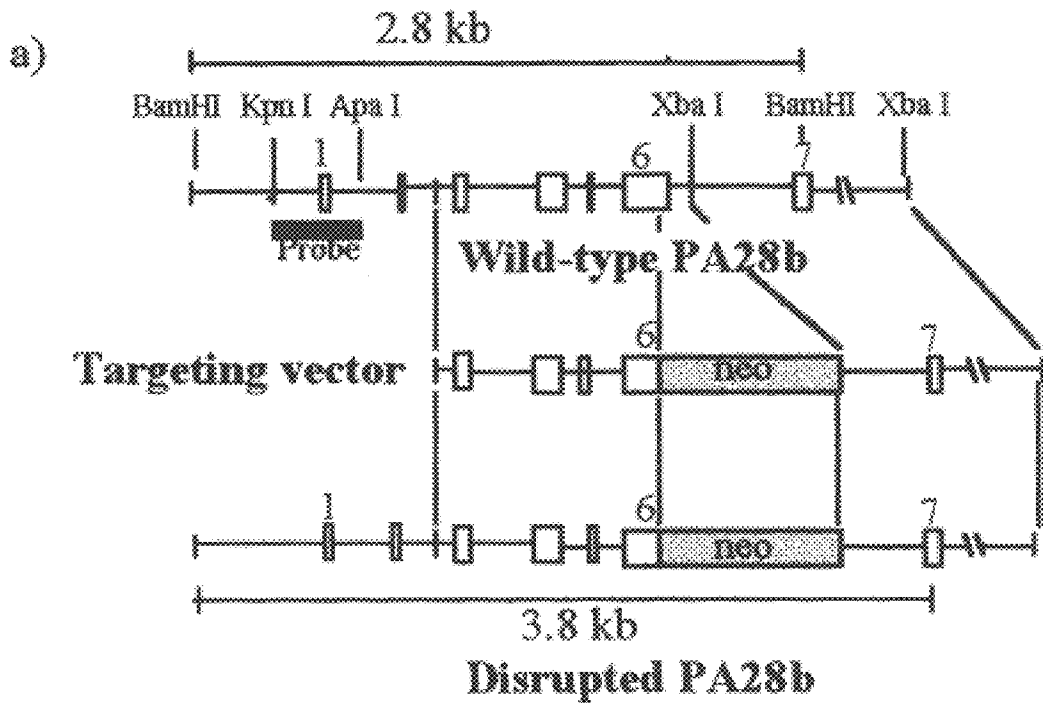 a)
2.8 kb
BamHI Kpn I Apa I Xba I BamHI Xba I
1 6 7
Probe
Wild-type PA28b
6 7
Targeting vector neo
1 6 7
neo
3.8 kb
Disrupted PA28b